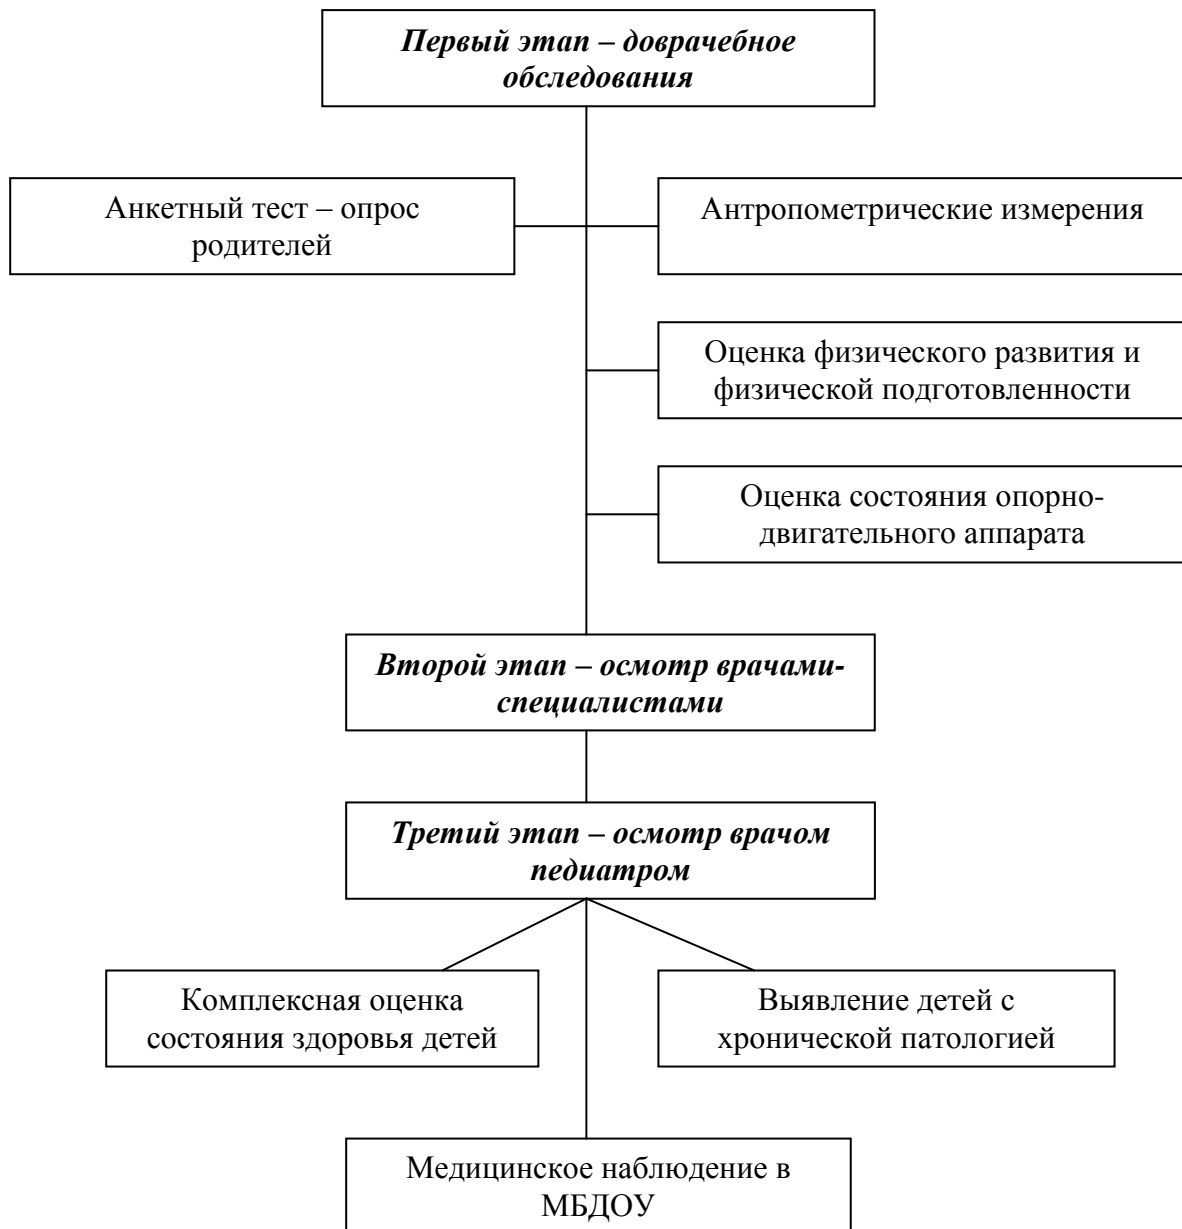 Первый этап – доврачебное
обследования
Анкетный тест – опрос
родителей
Антропометрические измерения
Оценка физического развития и
физической подготовленности
Оценка состояния опорно-
двигательного аппарата
Второй этап – осмотр врачами-
специалистами
Третий этап – осмотр врачом
педиатром
Комплексная оценка
состояния здоровья детей
Выявление детей с
хронической патологией
Медицинское наблюдение в
МБДОУ